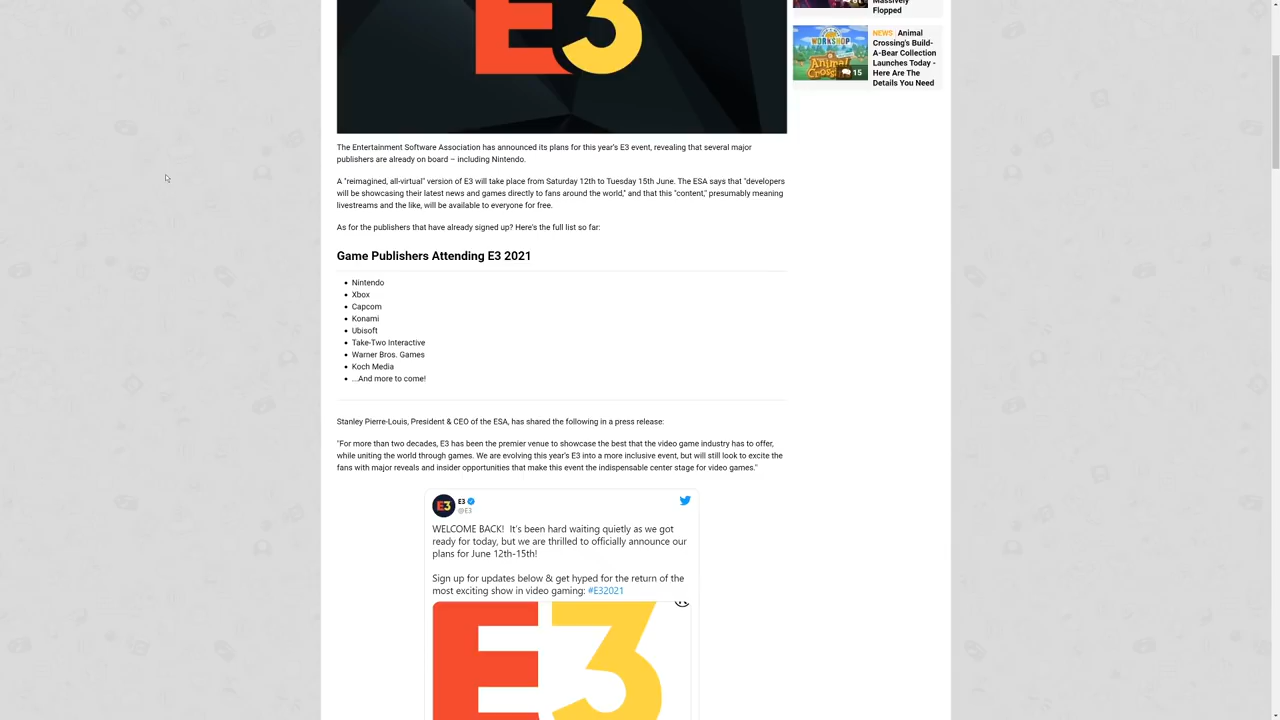 E3
Massively
Flopped
WORKSHOP
Animal
15
NEWS Animal
Crossing's Build-
A-Bear Collection
Launches Today -
Here Are The
Details You Need
The Entertainment Software Association has announced its plans for this year's E3 event, revealing that several major
publishers are already on board – including Nintendo.
A "reimagined, all-virtual" version of E3 will take place from Saturday 12th to Tuesday 15th June. The ESA says that "developers
will be showcasing their latest news and games directly to fans around the world," and that this "content," presumably meaning
livestreams and the like, will be available to everyone for free.
As for the publishers that have already signed up? Here's the full list so far:
Game Publishers Attending E3 2021
• Nintendo
• Xbox
• Capcom
• Konami
• Ubisoft
• Take-Two Interactive
• Warner Bros. Games
• Koch Media
• ...And more to come!
Stanley Pierre-Louis, President & CEO of the ESA, has shared the following in a press release:
"For more than two decades, E3 has been the premier venue to showcase the best that the video game industry has to offer,
while uniting the world through games. We are evolving this year's E3 into a more inclusive event, but will still look to excite the
fans with major reveals and insider opportunities that make this event the indispensable center stage for video games."
E3
E3
@E3
WELCOME BACK! It's been hard waiting quietly as we got
ready for today, but we are thrilled to officially announce our
plans for June 12th-15th!
Sign up for updates below & get hyped for the return of the
most exciting show in video gaming: #E32021
E3